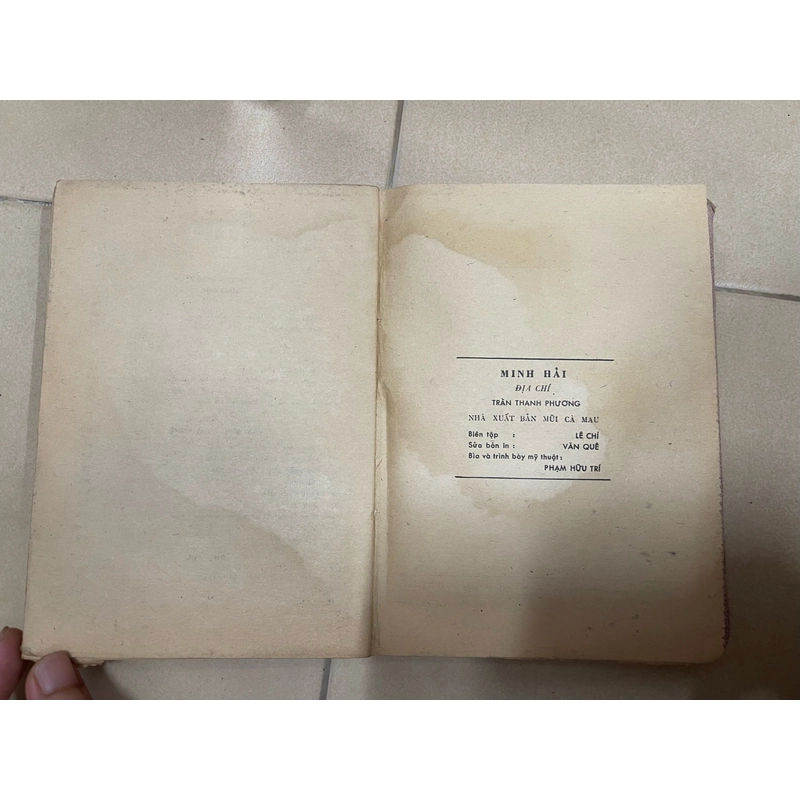 MINH HẢI
ĐỊA CHÍ
TRẦN THANH PHƯƠNG
NHÀ XUẤT BẢN MŨI CÀ MAU
Biên tập : LÊ CHÍ
Sửa bản in : VĂN QUÊ
Bìa và trình bày mỹ thuật :
PHẠM HỮU TRÍ